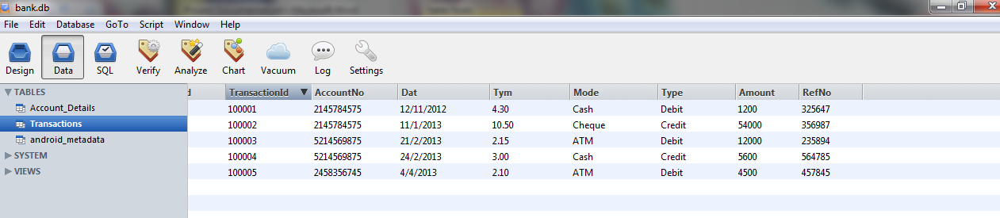 bank.db
File Edit Database GoTo Script Window Help
Design Data SQL Verify Analyze Chart Vacuum Log Settings
TABLES
Account_Details
Transactions
android_metadata
SYSTEM
VIEWS
d TransactionId AccountNo Dat Tym Mode Type Amount RefNo
100001 2145784575 12/11/2012 4.30 Cash Debit 1200 325647
100002 2145784575 11/1/2013 10.50 Cheque Credit 54000 356987
100003 5214569875 21/2/2013 2.15 ATM Debit 12000 235894
100004 5214569875 24/2/2013 3.00 Cash Credit 5600 564785
100005 2458356745 4/4/2013 2.10 ATM Debit 4500 457845